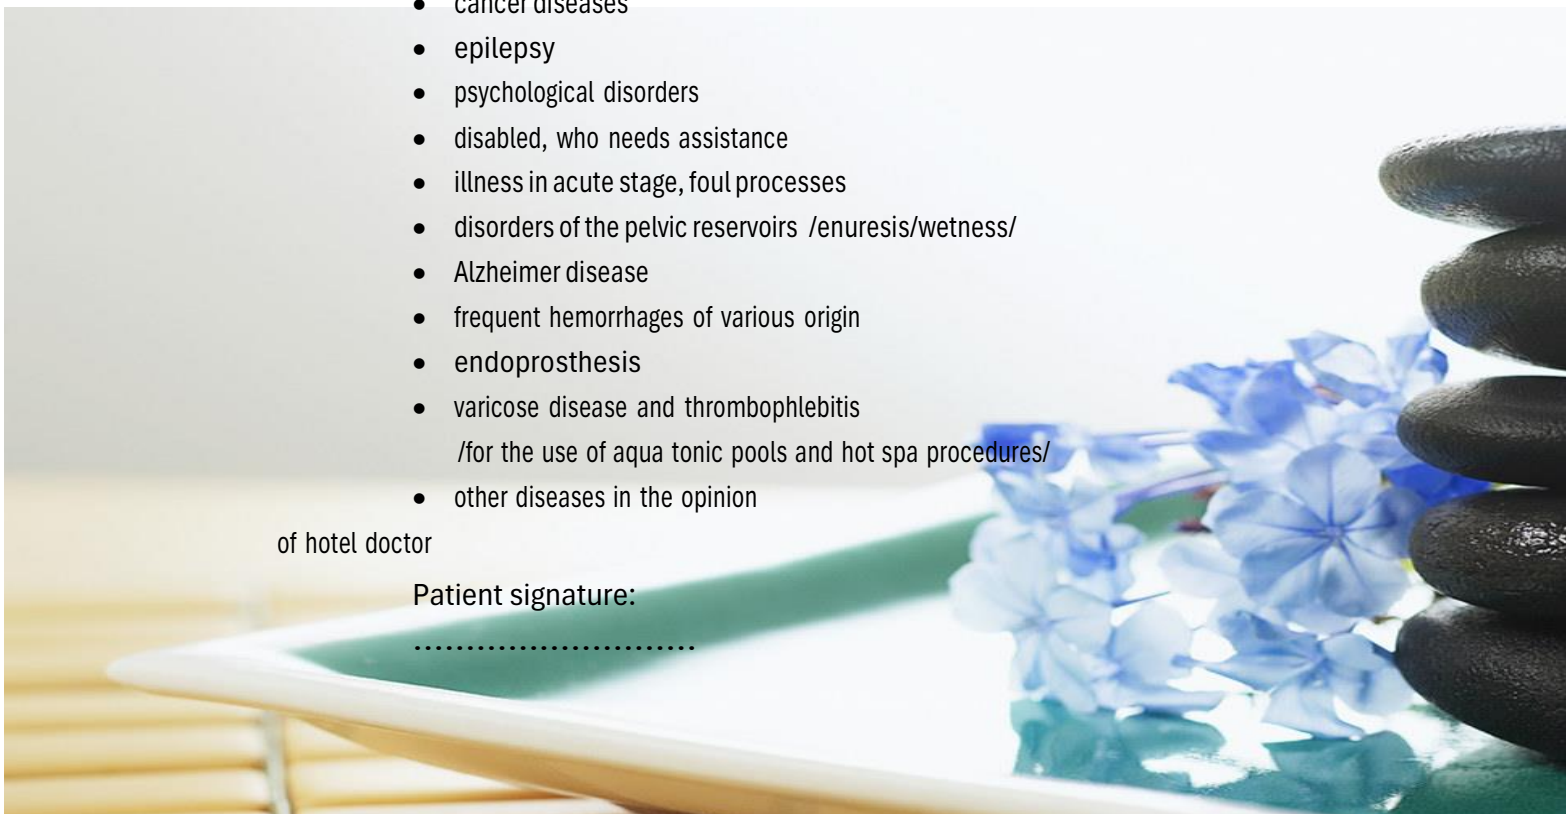 • cancer diseases
• epilepsy
• psychological disorders
• disabled, who needs assistance
• illness in acute stage, foul processes
• disorders of the pelvic reservoirs /enuresis/wetness/
• Alzheimer disease
• frequent hemorrhages of various origin
• endoprosthesis
• varicose disease and thrombophlebitis
/for the use of aqua tonic pools and hot spa procedures/
• other diseases in the opinion
of hotel doctor
Patient signature:
...........................